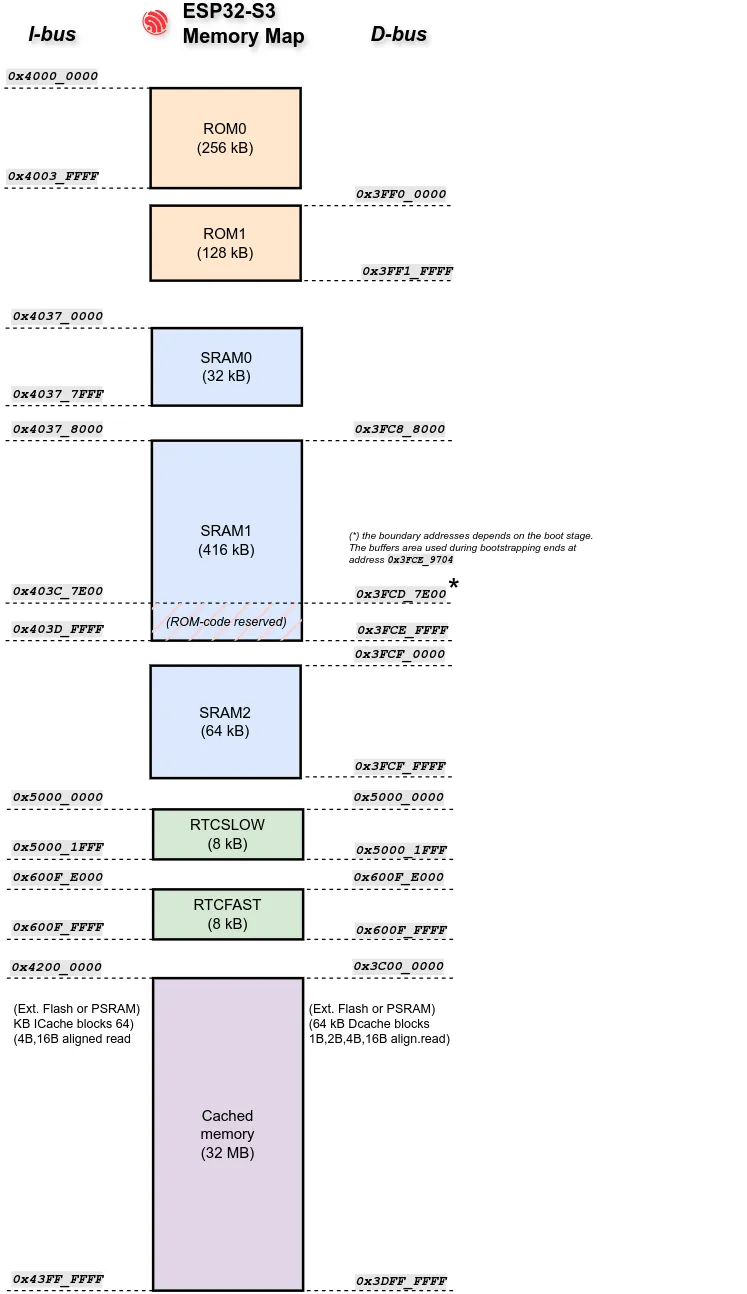 I-bus
ESP32-S3
Memory Map
D-bus
0x4000_0000
ROM0
(256 kB)
0x4003_FFFF
0x3FF0_0000
ROM1
(128 kB)
0x3FF1_FFFF
0x4037_0000
SRAM0
(32 kB)
0x4037_7FFF
0x4037_8000
0x3FC8_8000
SRAM1
(416 kB)
(*) the boundary addresses depends on the boot stage.
The buffers area used during bootstrapping ends at
address 0x3FCE_9704
0x403C_7E00
0x3FCD_7E00 *
(ROM-code reserved)
0x403D_FFFF
0x3FCE_FFFF
0x3FCF_0000
SRAM2
(64 kB)
0x3FCF_FFFF
0x5000_0000
0x5000_0000
RTCSLOW
(8 kB)
0x5000_1FFF
0x5000_1FFF
0x600F_E000
0x600F_E000
RTCFAST
(8 kB)
0x600F_FFFF
0x600F_FFFF
0x4200_0000
0x3C00_0000
(Ext. Flash or PSRAM)
KB ICache blocks 64)
(4B,16B aligned read
(Ext. Flash or PSRAM)
(64 kB Dcache blocks
1B,2B,4B,16B align.read)
Cached
memory
(32 MB)
0x43FF_FFFF
0x3DFF_FFFF